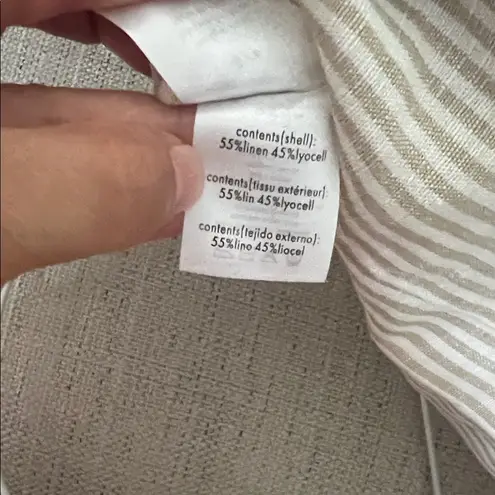 contents(shell):
55%linen 45%lyocell
contents(tissu extérieur):
55%lin 45%lyocell
contents(tejido externo):
55%lino 45%liocel